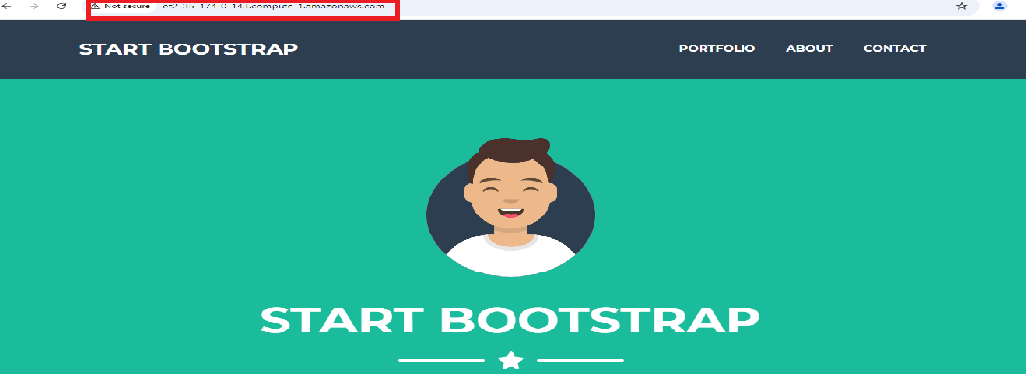 Not secure
START BOOTSTRAP
PORTFOLIO ABOUT CONTACT
START BOOTSTRAP